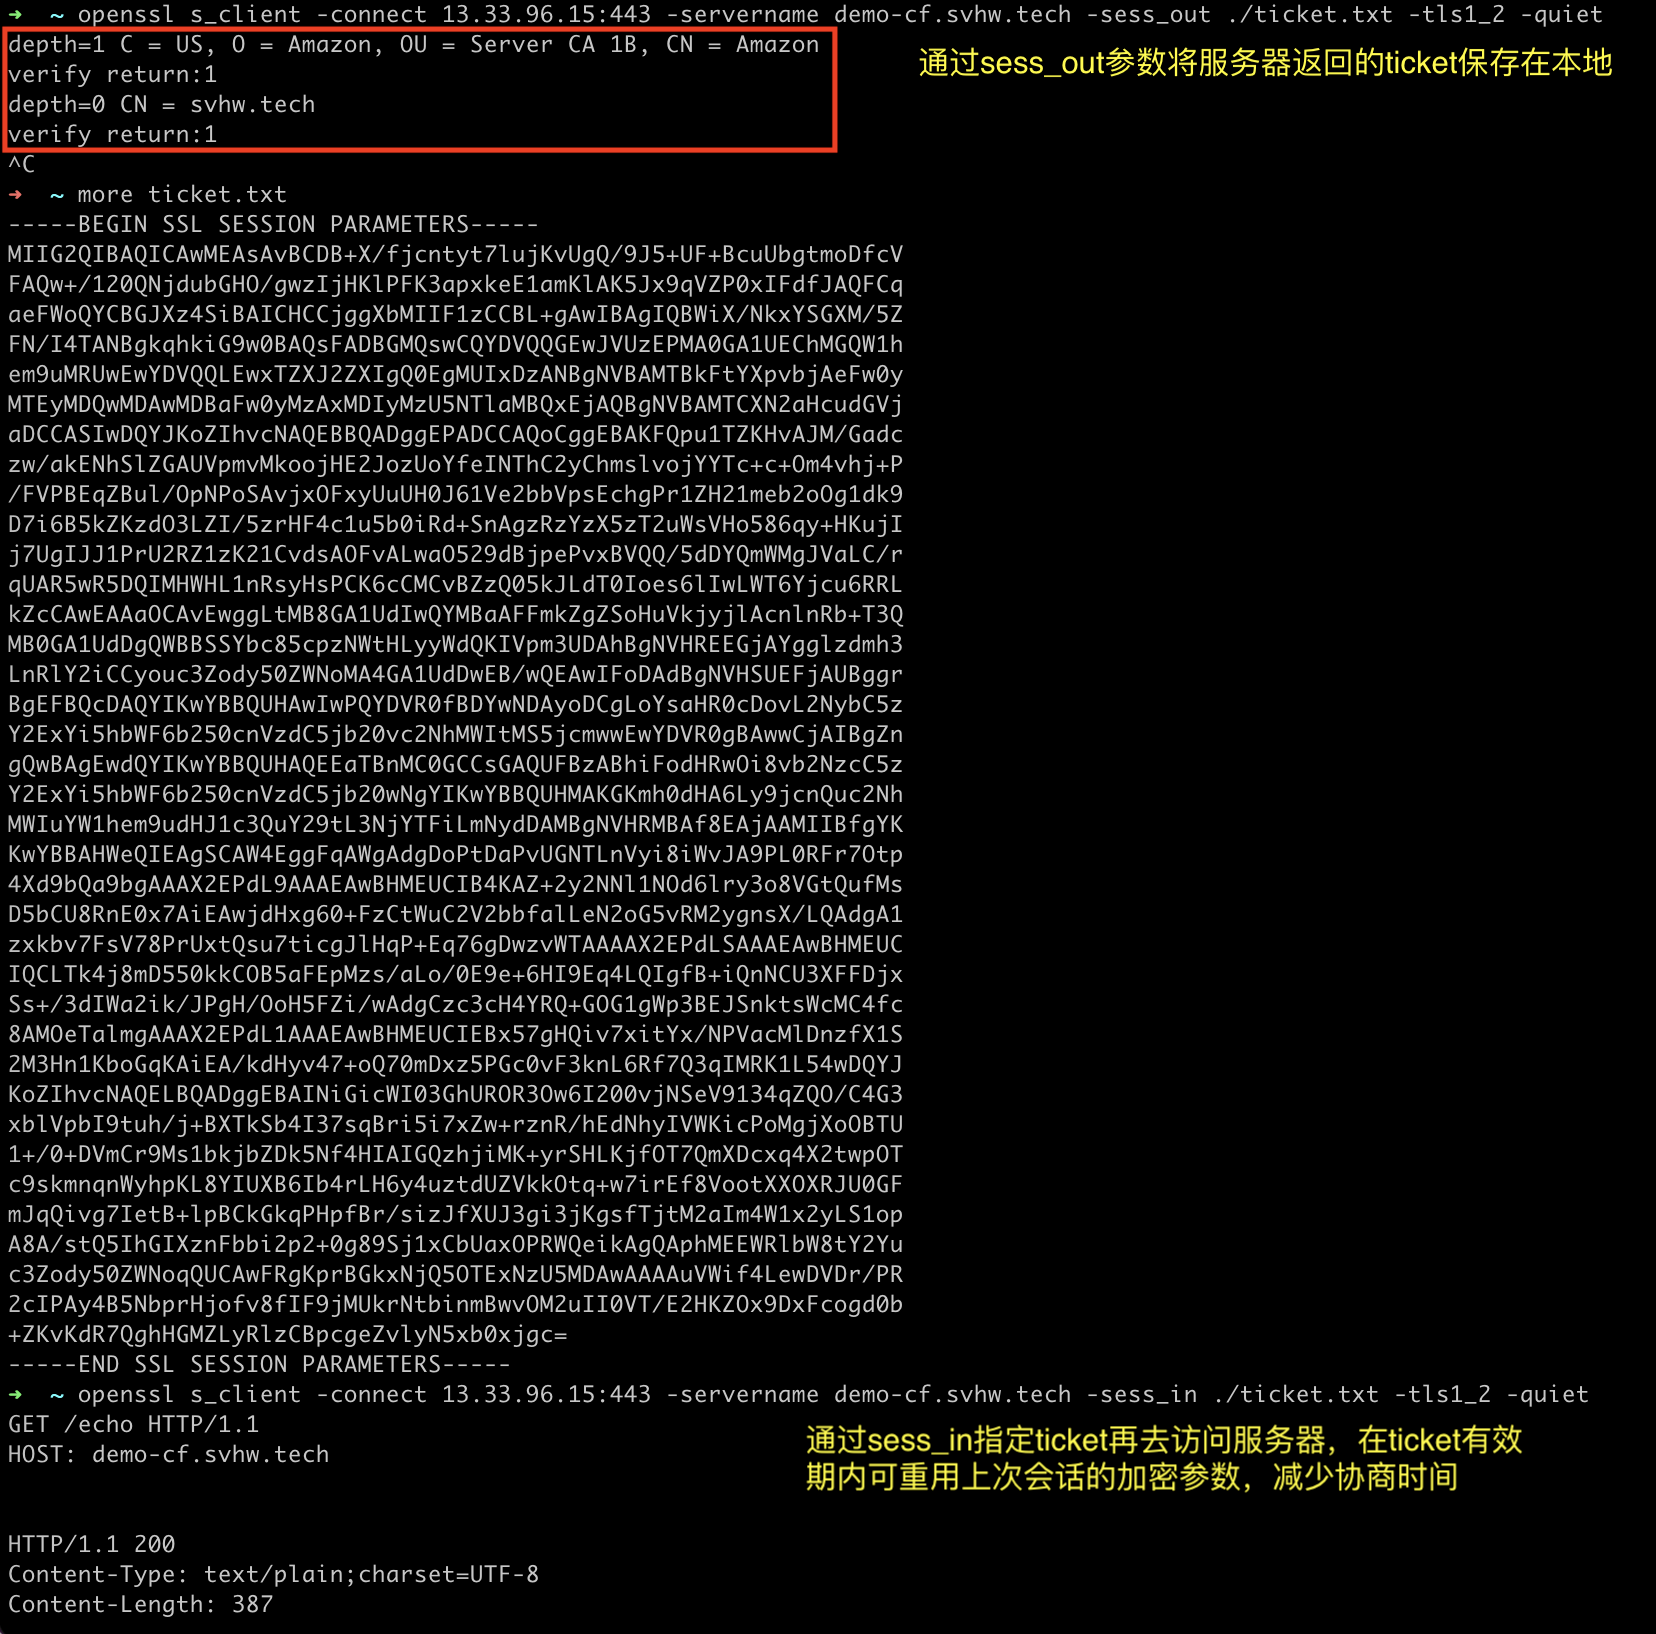 ➜  ~ openssl s_client -connect 13.33.96.15:443 -servername demo-cf.svhw.tech -sess_out ./ticket.txt -tls1_2 -quiet
depth=1 C = US, O = Amazon, OU = Server CA 1B, CN = Amazon
通过sess_out参数将服务器返回的ticket保存在本地
verify return:1
depth=0 CN = svhw.tech
verify return:1
^C
➜  ~ more ticket.txt
-----BEGIN SSL SESSION PARAMETERS-----
MIIG2QIBAQICAwMEAsAvBCDB+X/fjcntyt7lujKvUgQ/9J5+UF+BcuUbgtmoDfcV
FAQw+/120QNjdubGHO/gwzIjHKlPFK3apxkeE1amKlAK5Jx9qVZP0xIFdfJAQFCq
aeFWoQYCBGJXz4SiBAICHCCjggXbMIIF1zCCBL+gAwIBAgIQBWiX/NkxYSGXM/5Z
FN/I4TANBgkqhkiG9w0BAQsFADBGMQswCQYDVQQGEwJVUzEPMA0GA1UEChMGQW1h
em9uMRUwEwYDVQQLEwxTZXJ2ZXIgQ0EgMUIxDzANBgNVBAMTBkFtYXpvbjAeFw0y
MTEyMDQwMDAwMDBaFw0yMzAxMDIyMzU5NTlaMBQxEjAQBgNVBAMTCXN2aHcudGVj
aDCCASIwDQYJKoZIhvcNAQEBBQADggEPADCCAQoCggEBAKFQpu1TZKHvAJM/Gadc
zw/akENhSlZGAUVpmvMkoojHE2JozUoYfeINThC2yChmslvojYYTc+c+Om4vhj+P
/FVPBEqZBul/OpNPoSAvjxOFxyUuUH0J61Ve2bbVpsEchgPr1ZH21meb2oOg1dk9
D7i6B5kZKzdO3LZI/5zrHF4c1u5b0iRd+SnAgzRzYzX5zT2uWsVHo586qy+HKujI
j7UgIJJ1PrU2RZ1zK21CvdsAOFvALwaO529dBjpePvxBVQQ/5dDYQmWMgJVaLC/r
qUAR5wR5DQIMHWHL1nRsyHsPCK6cCMCvBZzQ05kJLdT0Ioes6lIwLWT6Yjcu6RRL
kZcCAwEAAaOCAvEwggLtMB8GA1UdIwQYMBaAFFmkZgZSoHuVkjyjlAcnlnRb+T3Q
MB0GA1UdDgQWBBSSYbc85cpzNWtHLyyWdQKIVpm3UDAhBgNVHREEGjAYgglzdmh3
LnRlY2iCCyouc3Zody50ZWNoMA4GA1UdDwEB/wQEAwIFoDAdBgNVHSUEFjAUBggr
BgEFBQcDAQYIKwYBBQUHAwIwPQYDVR0fBDYwNDAyoDCgLoYsaHR0cDovL2NybC5z
Y2ExYi5hbWF6b250cnVzdC5jb20vc2NhMWItMS5jcmwwEwYDVR0gBAwwCjAIBgZn
gQwBAgEwdQYIKwYBBQUHAQEEaTBnMC0GCCsGAQUFBzABhiFodHRwOi8vb2NzcC5z
Y2ExYi5hbWF6b250cnVzdC5jb20wNgYIKwYBBQUHMAKGKmh0dHA6Ly9jcnQuc2Nh
MWIuYW1hem9udHJ1c3QuY29tL3NjYTFiLmNydDAMBgNVHRMBAf8EAjAAMIIBfgYK
KwYBBAHWeQIEAgSCAW4EggFqAWgAdgDoPtDaPvUGNTLnVyi8iWvJA9PL0RFr7Otp
4Xd9bQa9bgAAAX2EPdL9AAAEAwBHMEUCIB4KAZ+2y2NNl1NOd6lry3o8VGtQufMs
D5bCU8RnE0x7AiEAwjdHxg60+FzCtWuC2V2bbfalLeN2oG5vRM2ygnsX/LQAdgA1
zxkbv7FsV78PrUxtQsu7ticgJlHqP+Eq76gDwzvWTAAAAX2EPdLSAAAEAwBHMEUC
IQCLTk4j8mD550kkCOB5aFEpMzs/aLo/0E9e+6HI9Eq4LQIgfB+iQnNCU3XFFDjx
Ss+/3dIWa2ik/JPgH/OoH5FZi/wAdgCzc3cH4YRQ+GOG1gWp3BEJSnktsWcMC4fc
8AMOeTalmgAAAX2EPdL1AAAEAwBHMEUCIEBx57gHQiv7xitYx/NPVacMlDnzfX1S
2M3Hn1KboGqKAiEA/kdHyv47+oQ70mDxz5PGc0vF3knL6Rf7Q3qIMRK1L54wDQYJ
KoZIhvcNAQELBQADggEBAINiGicWI03GhUROR3Ow6I200vjNSeV9134qZQO/C4G3
xblVpbI9tuh/j+BXTkSb4I37sqBri5i7xZw+rznR/hEdNhyIVWKicPoMgjXoOBTU
1+/0+DVmCr9Ms1bkjbZDk5Nf4HIAIGQzhjiMK+yrSHLKjfOT7QmXDcxq4X2twpOT
c9skmnqnWyhpKL8YIUXB6Ib4rLH6y4uztdUZVkkOtq+w7irEf8VootXXOXRJU0GF
mJqQivg7IetB+lpBCkGkqPHpfBr/sizJfXUJ3gi3jKgsfTjtM2aIm4W1x2yLS1op
A8A/stQ5IhGIXznFbbi2p2+0g89Sj1xCbUaxOPRWQeikAgQAphMEEWRlbW8tY2Yu
c3Zody50ZWNoqQUCAwFRgKprBGkxNjQ5OTExNzU5MDAwAAAAuVWif4LewDVDr/PR
2cIPAy4B5NbprHjofv8fIF9jMUkrNtbinmBwvOM2uII0VT/E2HKZOx9DxFcogd0b
+ZKvKdR7QghHGMZLyRlzCBpcgeZvlyN5xb0xjgc=
-----END SSL SESSION PARAMETERS-----
➜  ~ openssl s_client -connect 13.33.96.15:443 -servername demo-cf.svhw.tech -sess_in ./ticket.txt -tls1_2 -quiet
GET /echo HTTP/1.1
HOST: demo-cf.svhw.tech
通过sess_in指定ticket再去访问服务器，在ticket有效
期内可重用上次会话的加密参数，减少协商时间
HTTP/1.1 200
Content-Type: text/plain;charset=UTF-8
Content-Length: 387